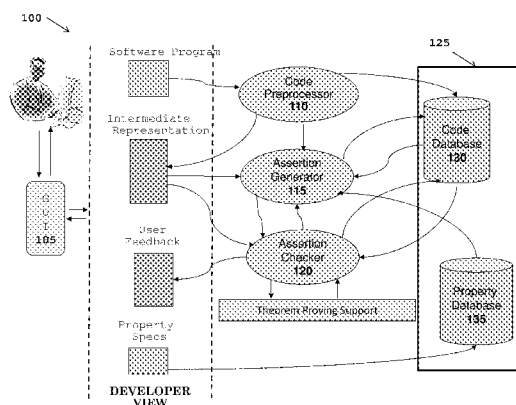 100
125
Software Program
Code
Preprocessor
110
Intermediate
Representation
Code
Database
130
Assertion
Generator
115
G
U
I
105
User
Feedback
Assertion
Checker
120
Property
Database
135
Theorem Proving Support
Property
Specs
DEVELOPER
VIEW